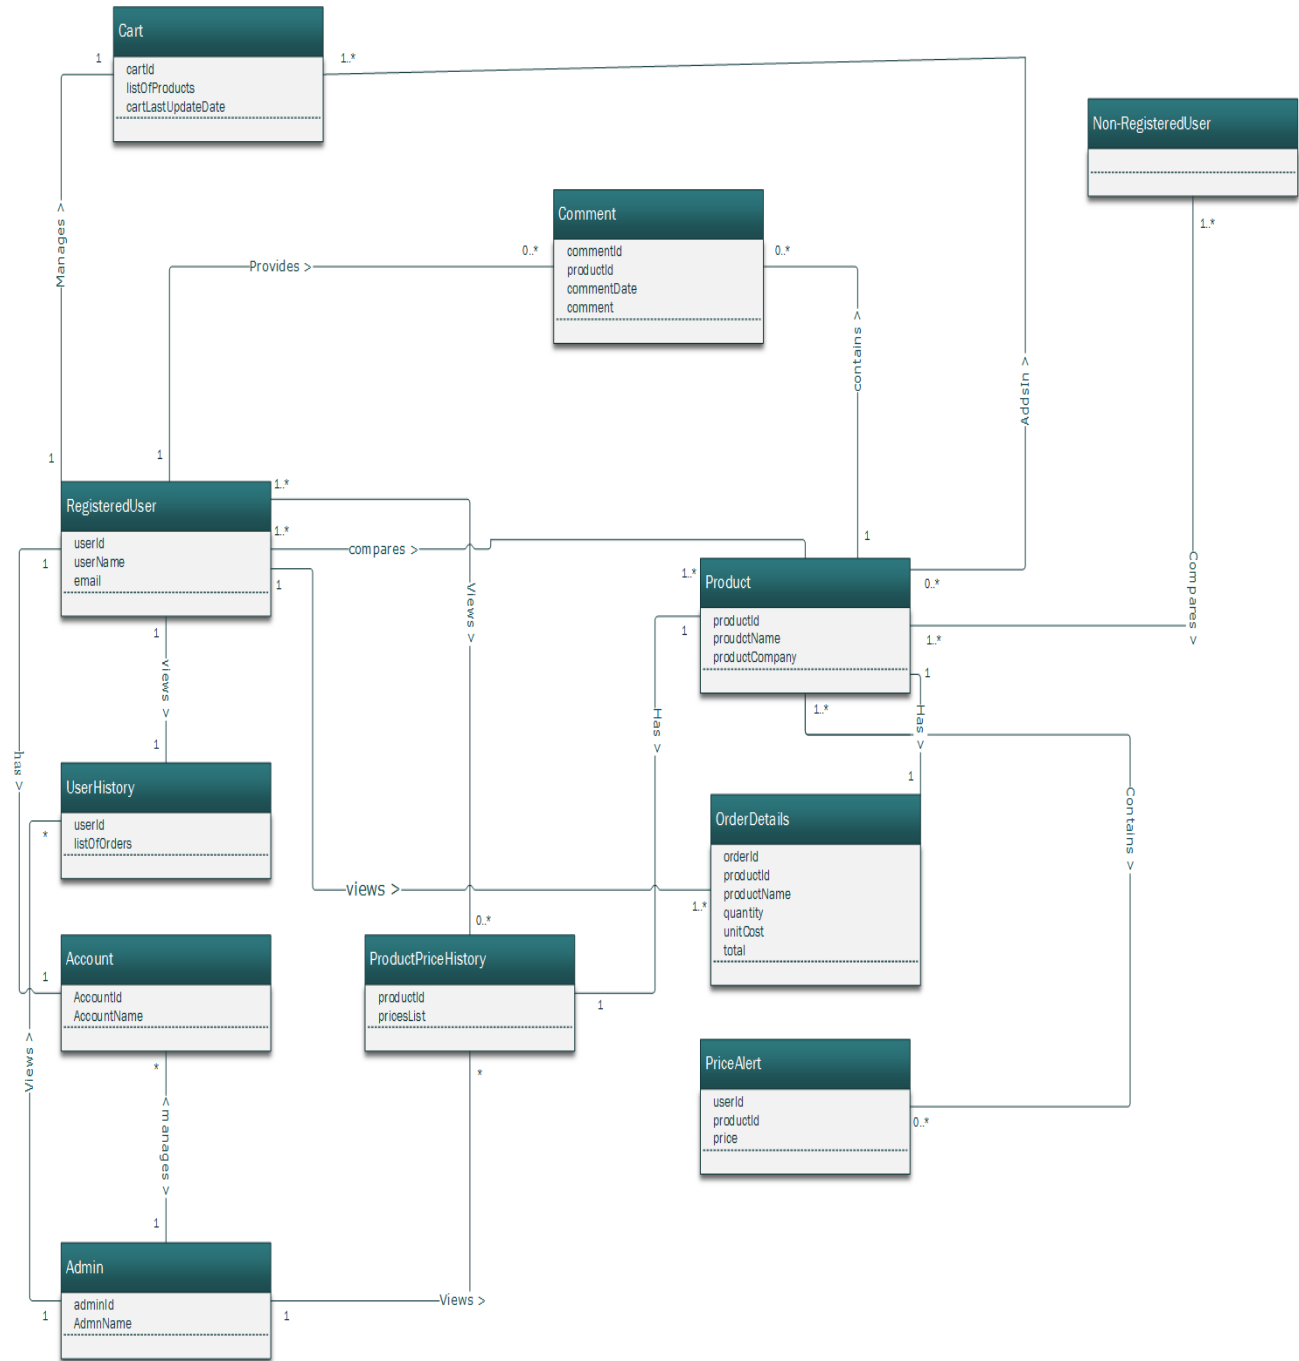 Cart
1
1..*
cartId
listOfProducts
cartLastUpdateDate
Non-RegisteredUser
1..*
Manages >
Comment
0..*
0..*
commentId
productId
commentDate
comment
Provides >
< contains
< AddsIn
1
1
1
RegisteredUser
1..*
1..*
userId
userName
email
1
1
compares >
Views >
Compares >
1..*
Product
0..*
productId
proudctName
productCompany
1
1..*
1
1..*
1
views >
1
Has >
Has >
has >
UserHistory
userId
listOfOrders
*
1
OrderDetails
orderId
productId
productName
quantity
unitCost
total
Contains >
views >
1..*
0..*
Account
AccountId
AccountName
1
ProductPriceHistory
productId
pricesList
1
< Views
*
*
PriceAlert
userId
productId
price
0..*
<manages >
1
Admin
adminId
AdmnName
1
1
Views >